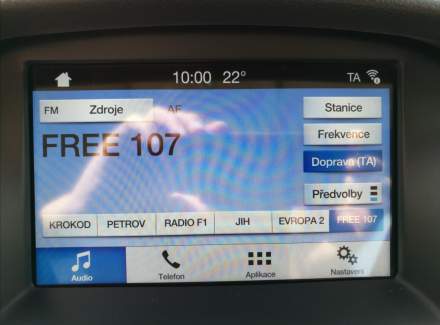 10:00 22° TA
FM Zdroje AF Stanice
FREE 107
Frekvence
Doprava (TA)
Předvolby
KROKOD PETROV RADIO F1 JIH EVROPA 2 FREE 107
Audio Telefon Aplikace Nastavení